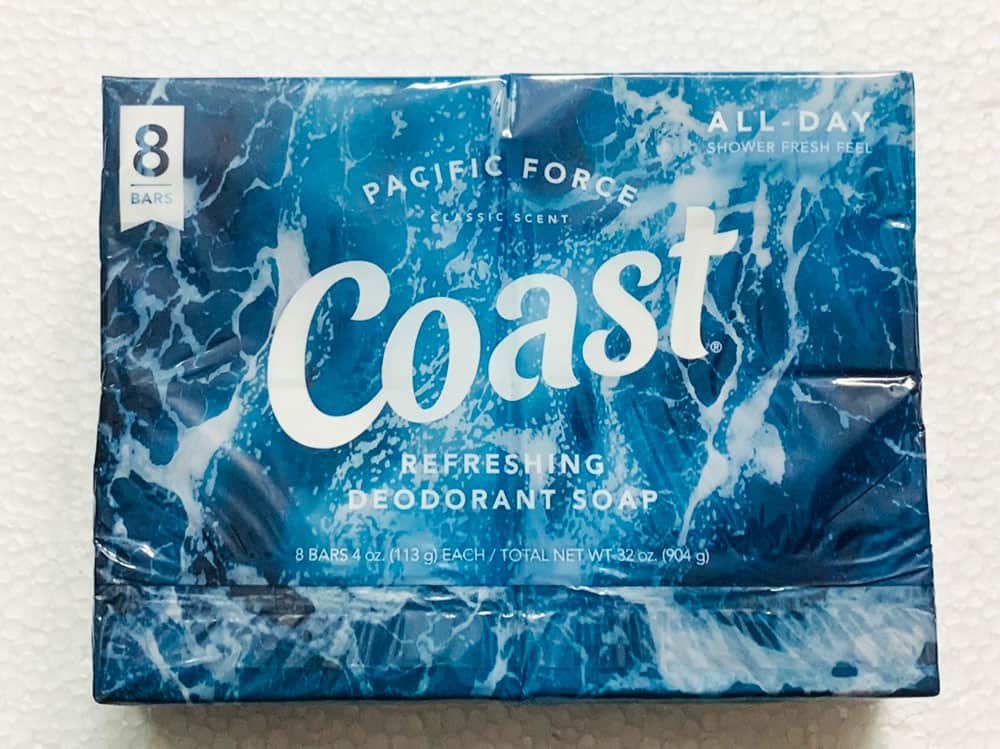 8
BARS
ALL-DAY
SHOWER FRESH FEEL
PACIFIC FORCE
CLASSIC SCENT
Coast®
REFRESHING
DEODORANT SOAP
8 BARS 4 oz. (113 g) EACH / TOTAL NET WT 32 oz. (904 g)